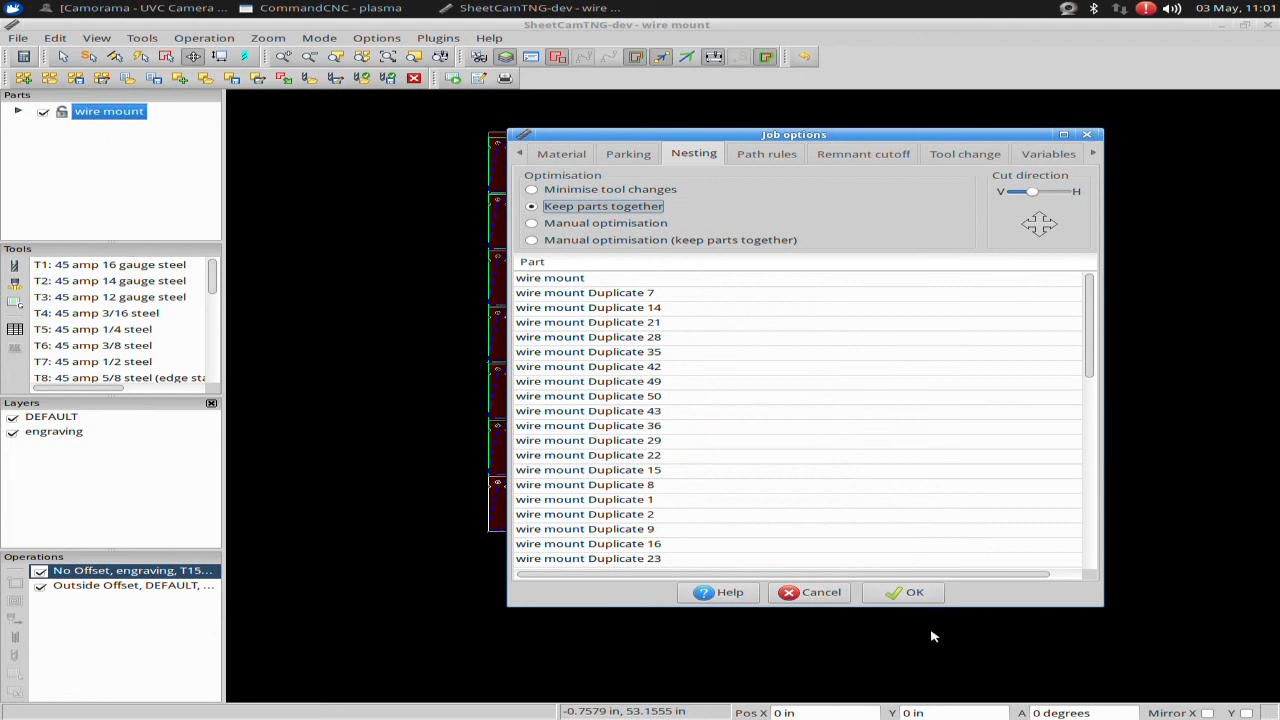 [Camorama - UVC Camera ...
CommandCNC - plasma
SheetCamTNG-dev - wire ...
03 May, 11:01
SheetCamTNG-dev - wire mount
File Edit View Tools Operation Zoom Mode Options Plugins Help
Parts
wire mount
Tools
T1: 45 amp 16 gauge steel
T2: 45 amp 14 gauge steel
T3: 45 amp 12 gauge steel
T4: 45 amp 3/16 steel
T5: 45 amp 1/4 steel
T6: 45 amp 3/8 steel
T7: 45 amp 1/2 steel
T8: 45 amp 5/8 steel (edge sta
Layers
DEFAULT
engraving
Operations
No Offset, engraving, T15...
Outside Offset, DEFAULT, ...
Job options
Material Parking Nesting Path rules Remnant cutoff Tool change Variables
Optimisation
Minimise tool changes
Keep parts together
Manual optimisation
Manual optimisation (keep parts together)
Cut direction
V H
Part
wire mount
wire mount Duplicate 7
wire mount Duplicate 14
wire mount Duplicate 21
wire mount Duplicate 28
wire mount Duplicate 35
wire mount Duplicate 42
wire mount Duplicate 49
wire mount Duplicate 50
wire mount Duplicate 43
wire mount Duplicate 36
wire mount Duplicate 29
wire mount Duplicate 22
wire mount Duplicate 15
wire mount Duplicate 8
wire mount Duplicate 1
wire mount Duplicate 2
wire mount Duplicate 9
wire mount Duplicate 16
wire mount Duplicate 23
Help Cancel OK
-0.7579 in, 53.1555 in
Pos X 0 in Y 0 in A 0 degrees Mirror X Y